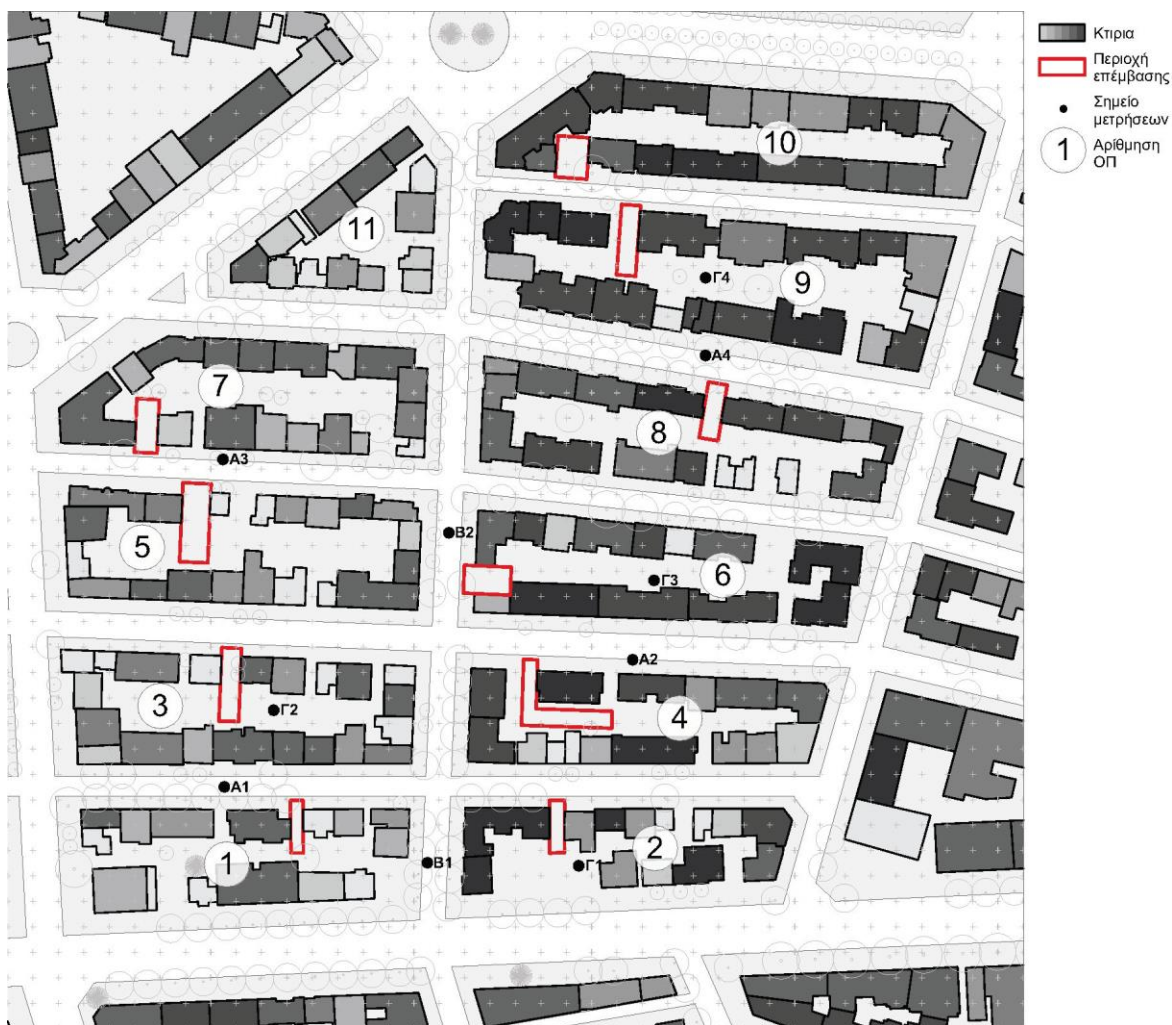 Κτιρια
Περιοχή
επέμβασης
Σημείο
μετρήσεων
1 Αρίθμηση
ΟΠ
10
11
Γ4
9
Α4
7
8
Α3
Β2
5
6
Γ3
Α2
3
Γ2
4
Α1
1
Β1
Γ1
2